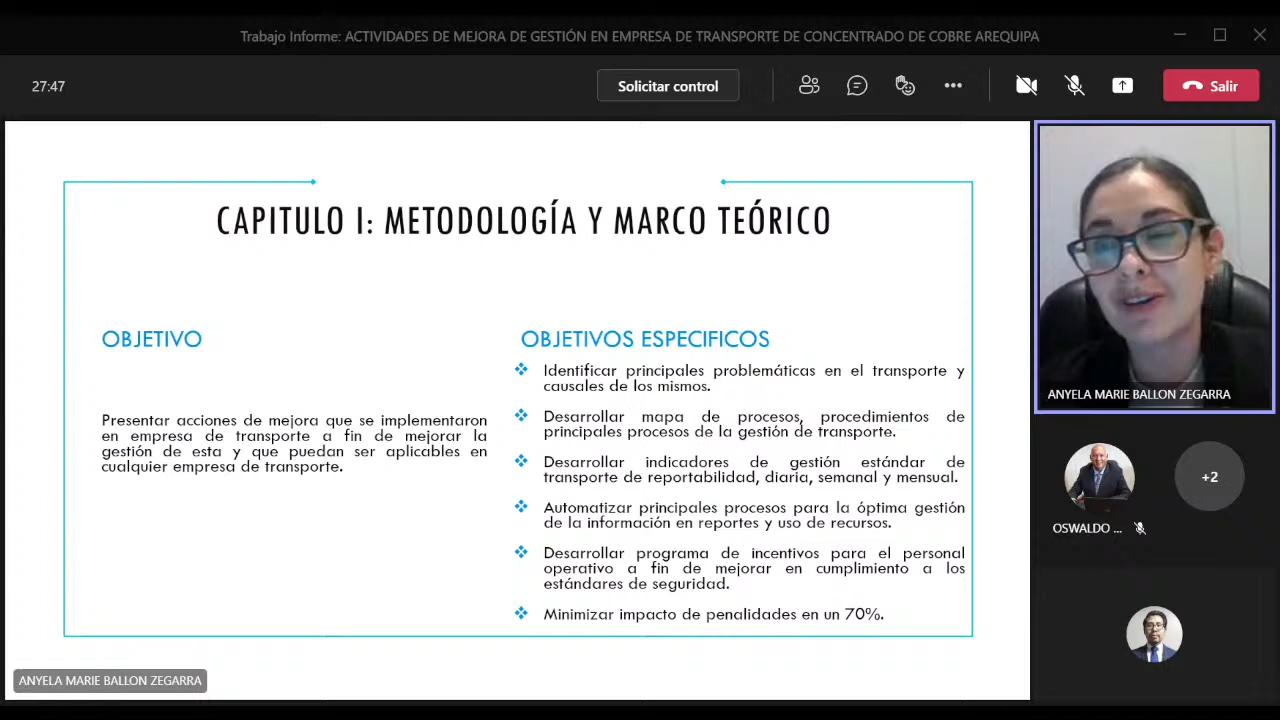 Trabajo Informe: ACTIVIDADES DE MEJORA DE GESTIÓN EN EMPRESA DE TRANSPORTE DE CONCENTRADO DE COBRE AREQUIPA
27:47
Solicitar control
Salir
CAPITULO I: METODOLOGÍA Y MARCO TEÓRICO
OBJETIVO
Presentar acciones de mejora que se implementaron
en empresa de transporte a fin de mejorar la
gestión de esta y que puedan ser aplicables en
cualquier empresa de transporte.
OBJETIVOS ESPECIFICOS
Identificar principales problemáticas en el transporte y
causales de los mismos.
Desarrollar mapa de procesos, procedimientos de
principales procesos de la gestión de transporte.
Desarrollar indicadores de gestión estándar de
transporte de reportabilidad, diaria, semanal y mensual.
Automatizar principales procesos para la óptima gestión
de la información en reportes y uso de recursos.
Desarrollar programa de incentivos para el personal
operativo a fin de mejorar en cumplimiento a los
estándares de seguridad.
Minimizar impacto de penalidades en un 70%.
ANYELA MARIE BALLON ZEGARRA
+2
OSWALDO ...
ANYELA MARIE BALLON ZEGARRA